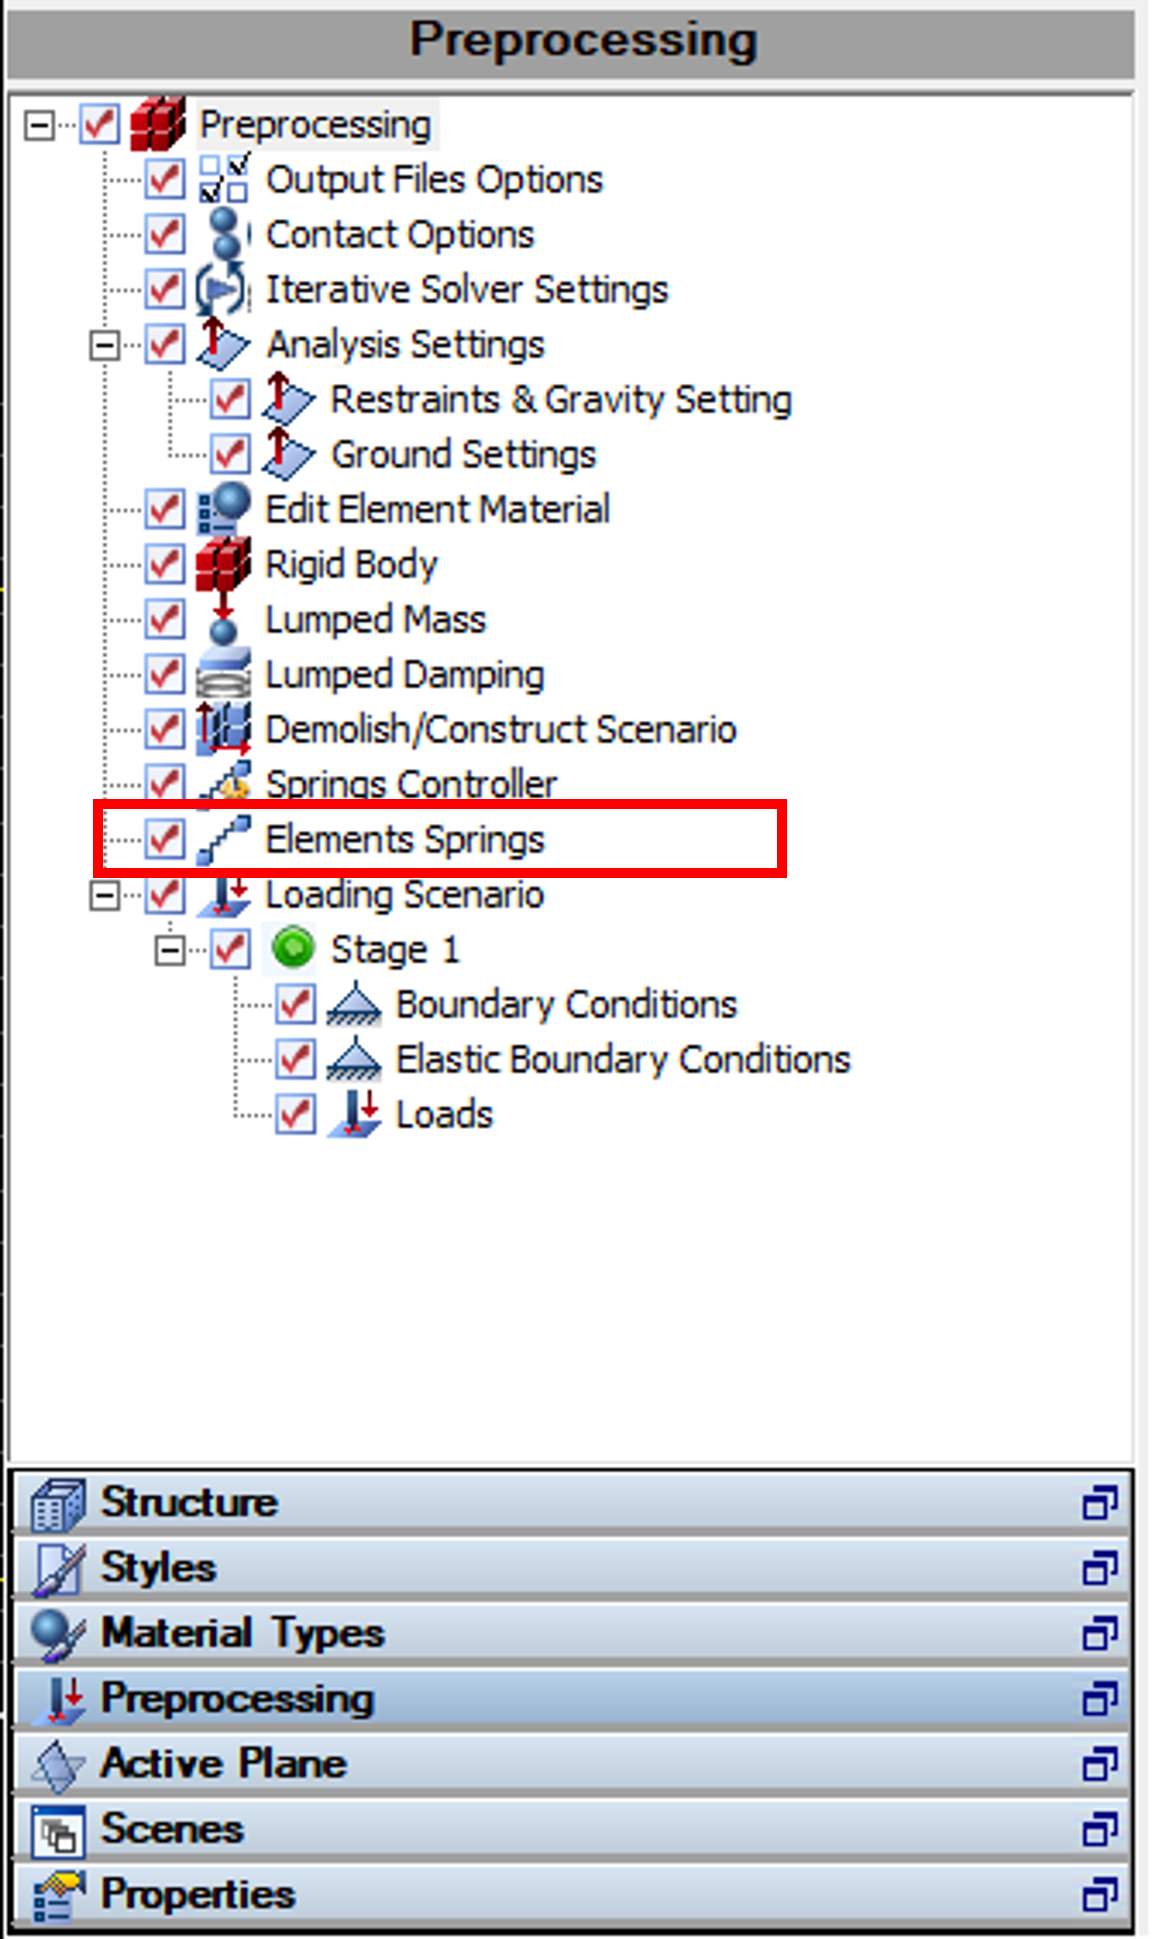 Preprocessing
Preprocessing
Output Files Options
Contact Options
Iterative Solver Settings
Analysis Settings
Restraints & Gravity Setting
Ground Settings
Edit Element Material
Rigid Body
Lumped Mass
Lumped Damping
Demolish/Construct Scenario
Springs Controller
Elements Springs
Loading Scenario
Stage 1
Boundary Conditions
Elastic Boundary Conditions
Loads
Structure
Styles
Material Types
Preprocessing
Active Plane
Scenes
Properties